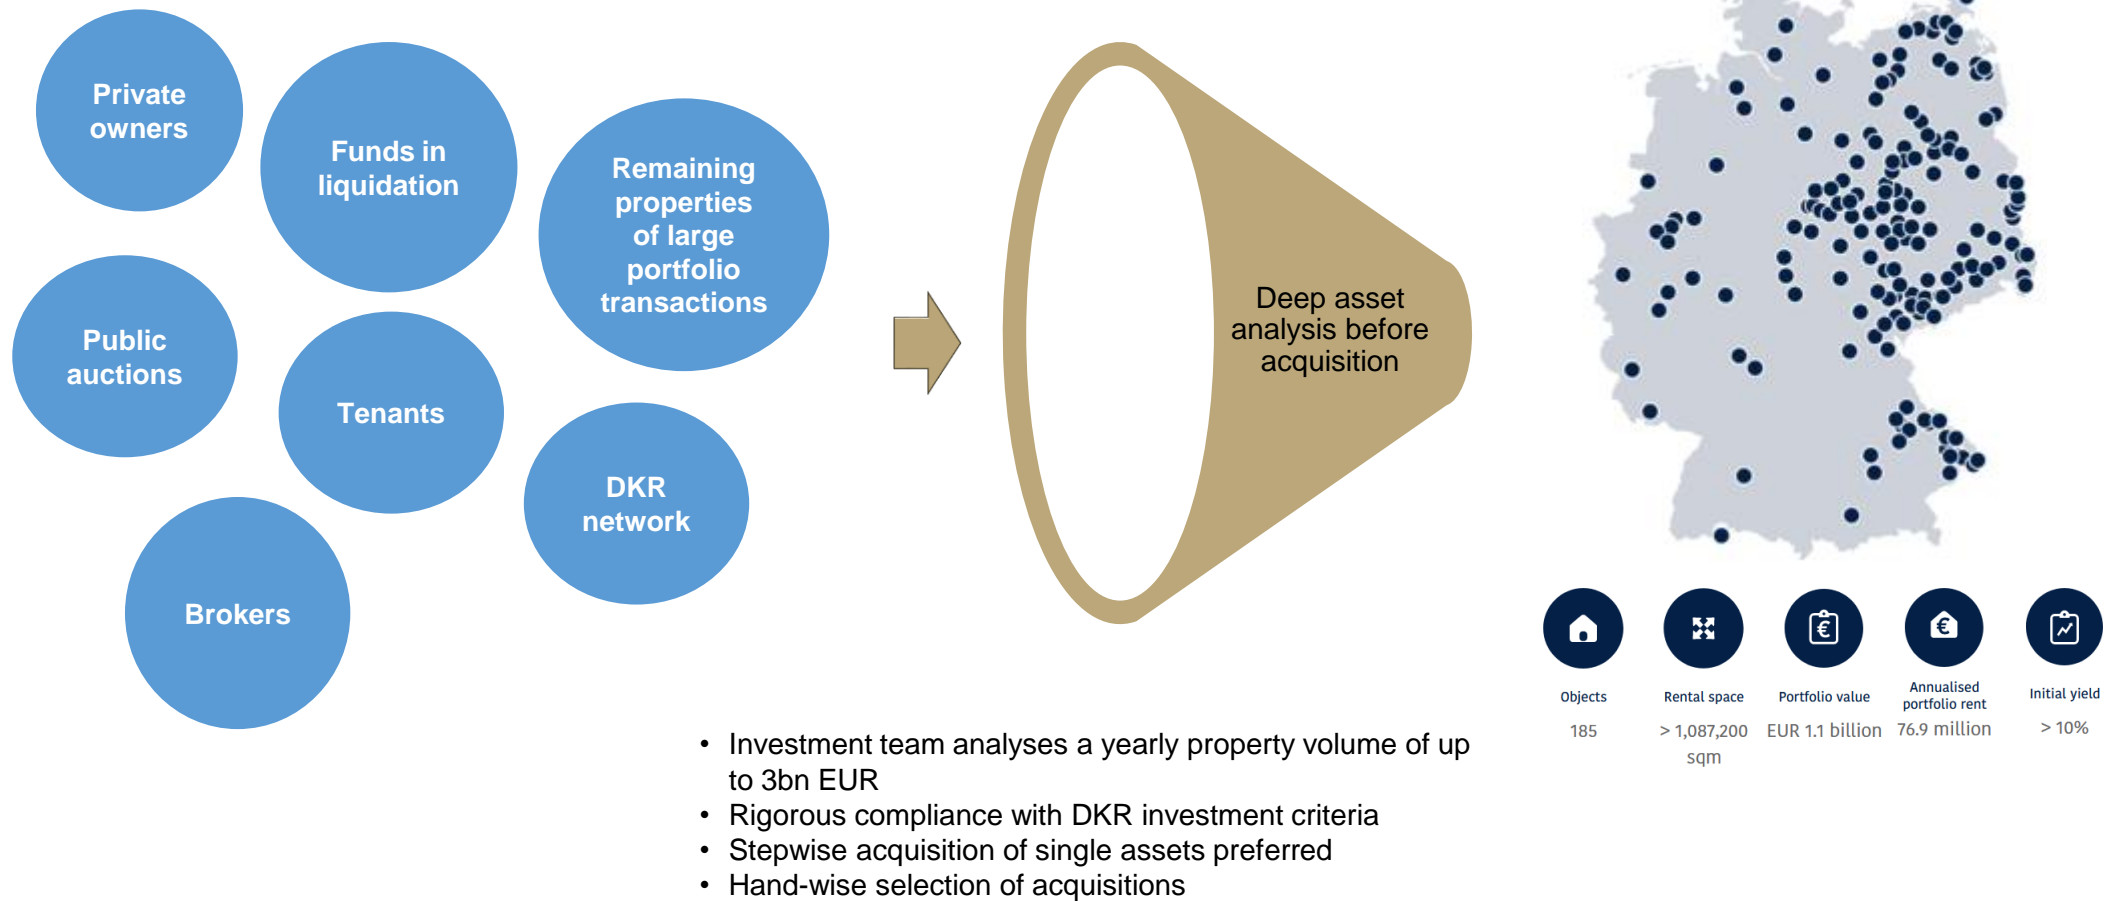 Private
owners
Funds in
liquidation
Remaining
properties
of large
portfolio
transactions
Public
auctions
Tenants
DKR
network
Brokers
Deep asset
analysis before
acquisition
• Investment team analyses a yearly property volume of up
to 3bn EUR
• Rigorous compliance with DKR investment criteria
• Stepwise acquisition of single assets preferred
• Hand-wise selection of acquisitions
Objects
185
Rental space
> 1,087,200
sqm
€
Portfolio value
EUR 1.1 billion
€
Annualised
portfolio rent
76.9 million
Initial yield
> 10%